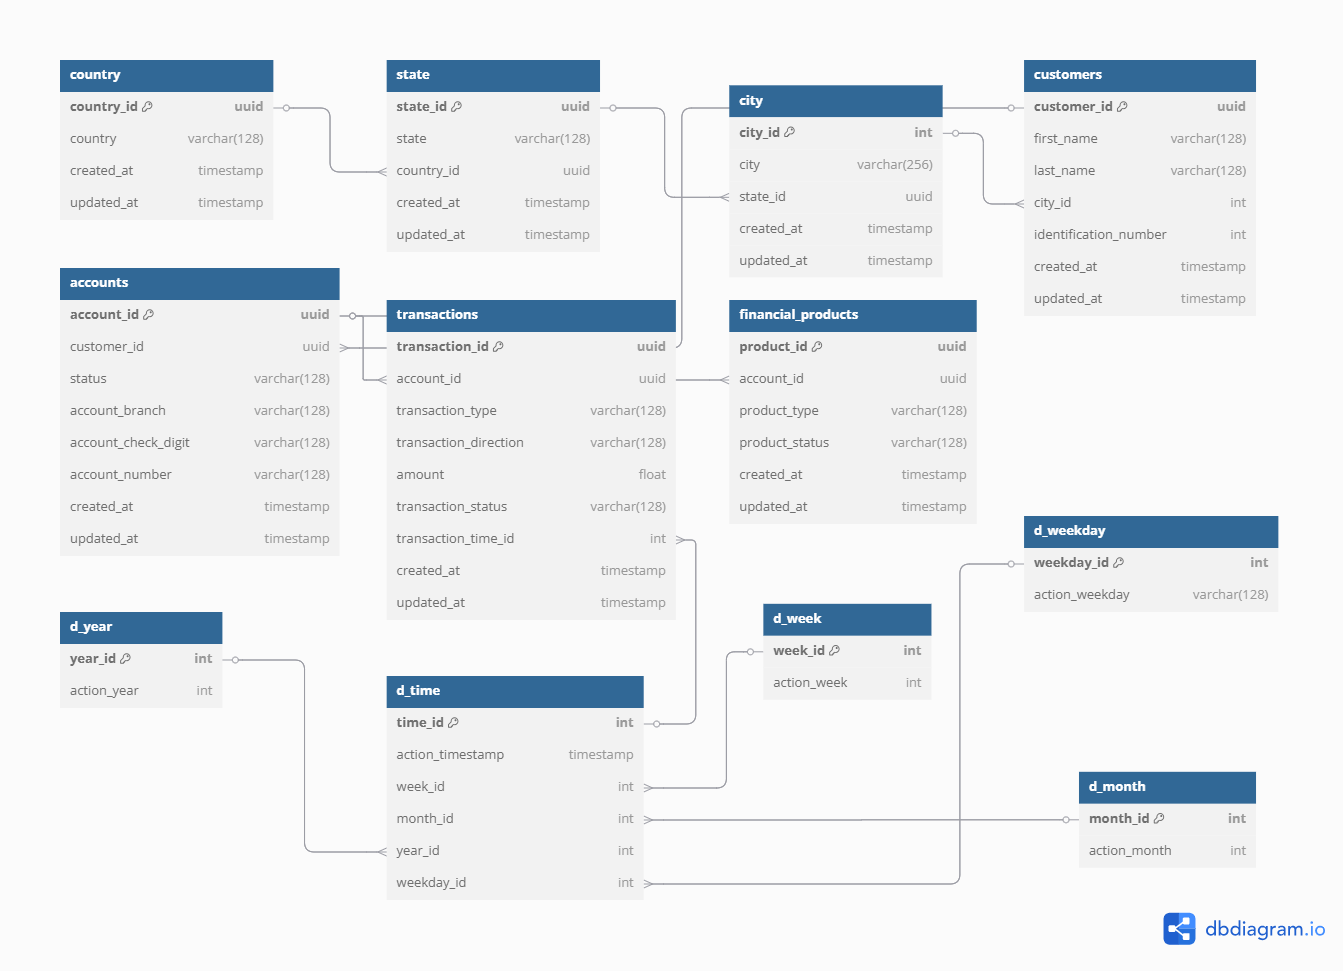 country
country_id uuid
country varchar(128)
created_at timestamp
updated_at timestamp
state
state_id uuid
state varchar(128)
country_id uuid
created_at timestamp
updated_at timestamp
city
city_id int
city varchar(256)
state_id uuid
created_at timestamp
updated_at timestamp
customers
customer_id uuid
first_name varchar(128)
last_name varchar(128)
city_id int
identification_number int
created_at timestamp
updated_at timestamp
accounts
account_id uuid
customer_id uuid
status varchar(128)
account_branch varchar(128)
account_check_digit varchar(128)
account_number varchar(128)
created_at timestamp
updated_at timestamp
transactions
transaction_id uuid
account_id uuid
transaction_type varchar(128)
transaction_direction varchar(128)
amount float
transaction_status varchar(128)
transaction_time_id int
created_at timestamp
updated_at timestamp
financial_products
product_id uuid
account_id uuid
product_type varchar(128)
product_status varchar(128)
created_at timestamp
updated_at timestamp
d_weekday
weekday_id int
action_weekday varchar(128)
d_year
year_id int
action_year int
d_week
week_id int
action_week int
d_time
time_id int
action_timestamp timestamp
week_id int
month_id int
year_id int
weekday_id int
d_month
month_id int
action_month int
dbdiagram.io